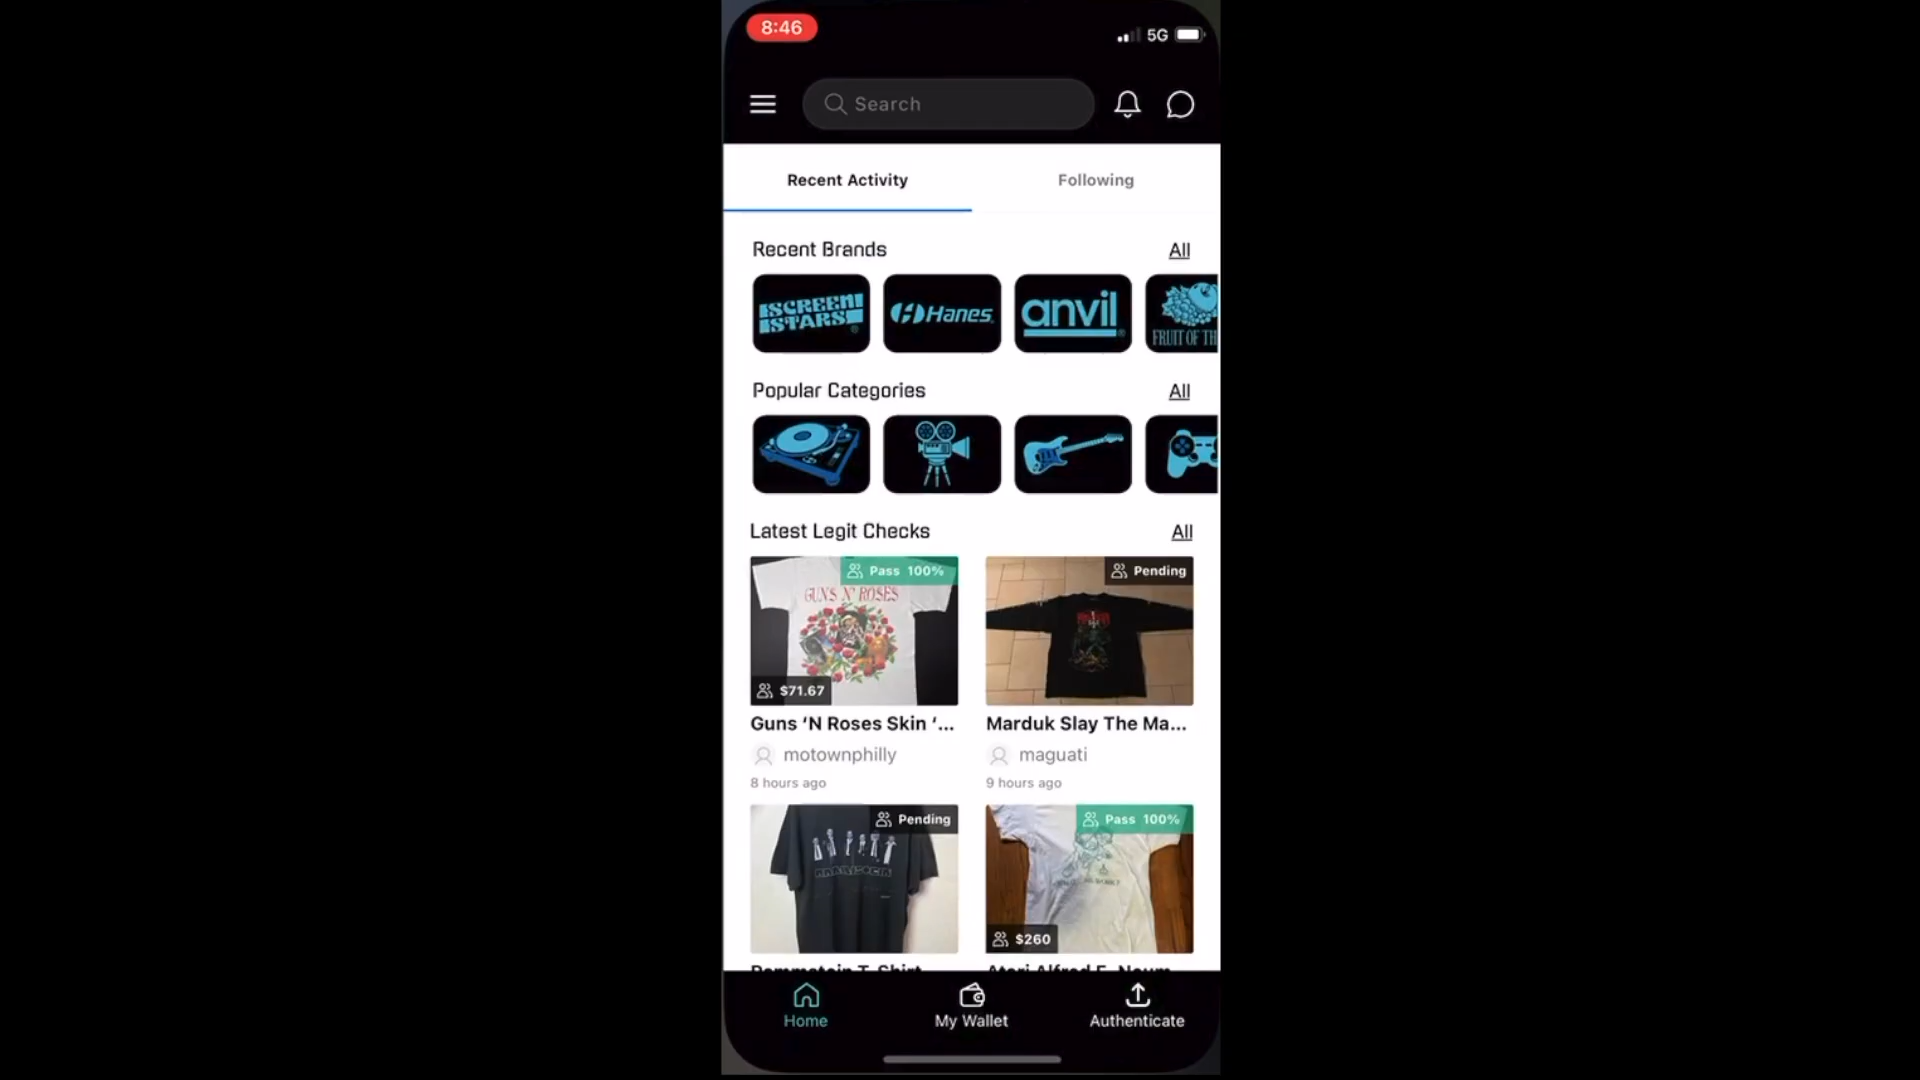 8:46
5G
Search
Recent Activity
Following
Recent Brands
All
SCREEN STARS
Hanes
anvil
FRUIT OF TH
Popular Categories
All
Latest Legit Checks
All
Pass 100%
GUNS N' ROSES
$71.67
Guns ‘N Roses Skin ‘...
motownphilly
8 hours ago
Pending
Marduk Slay The Ma...
maguati
9 hours ago
Pending
RAMMSTEIN
Rammstein T-Shirt
Pass 100%
$260
Atari Alfred E. Neum
Home
My Wallet
Authenticate